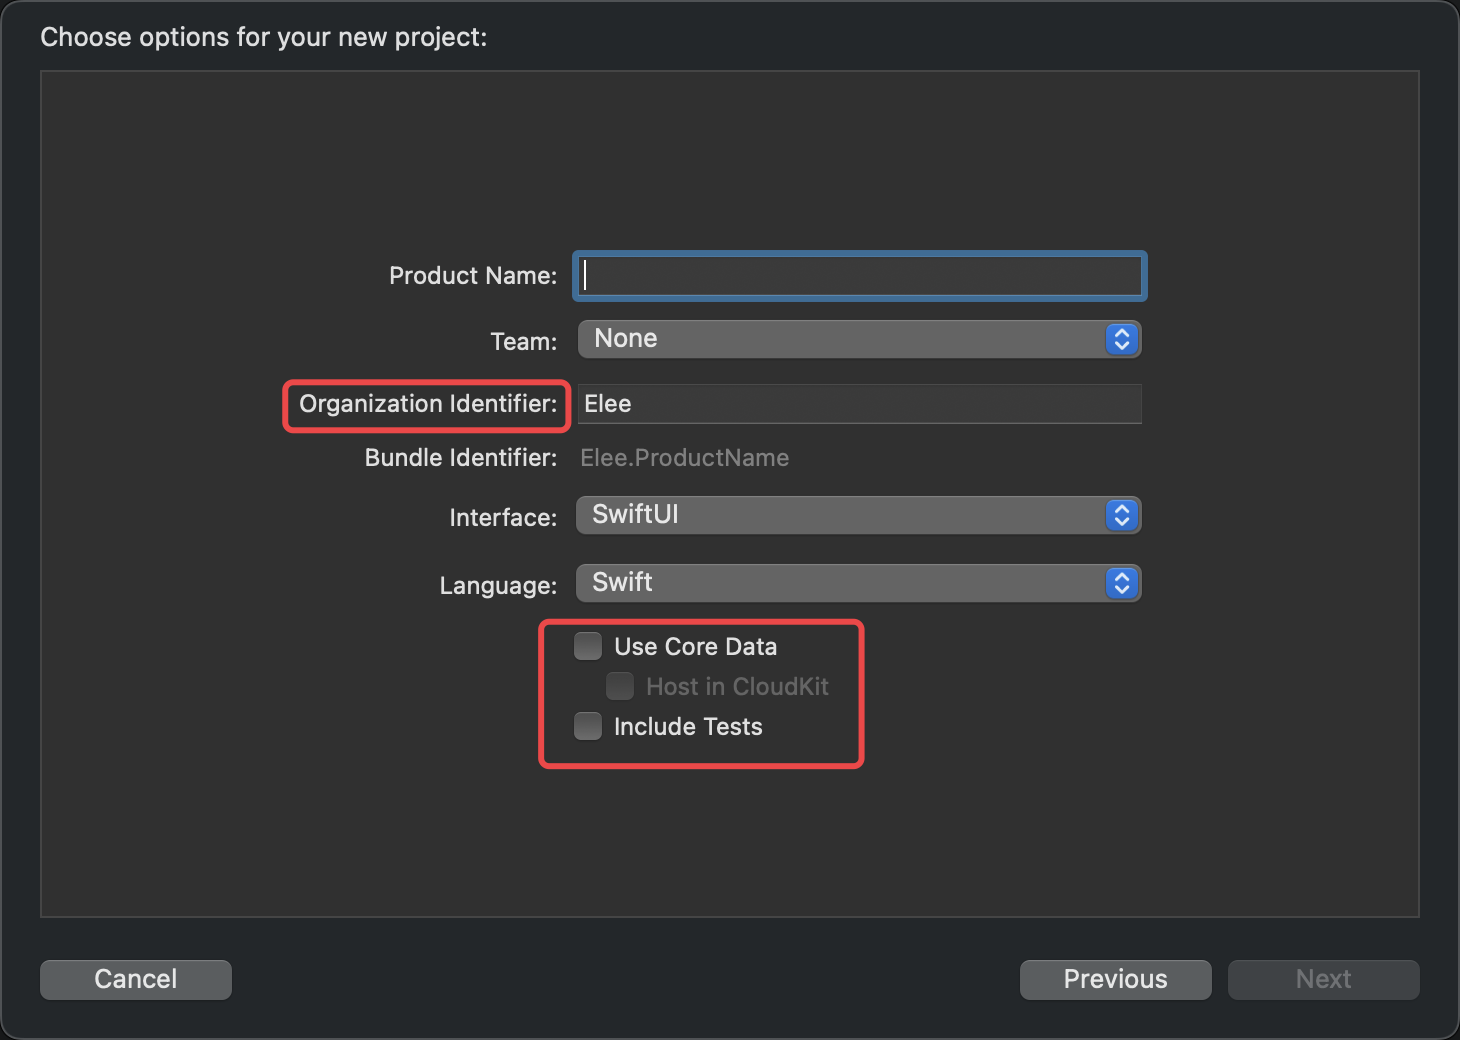 Choose options for your new project:
Product Name:
Team: None
Organization Identifier: Elee
Bundle Identifier: Elee.ProductName
Interface: SwiftUI
Language: Swift
Use Core Data
Host in CloudKit
Include Tests
Cancel Previous Next